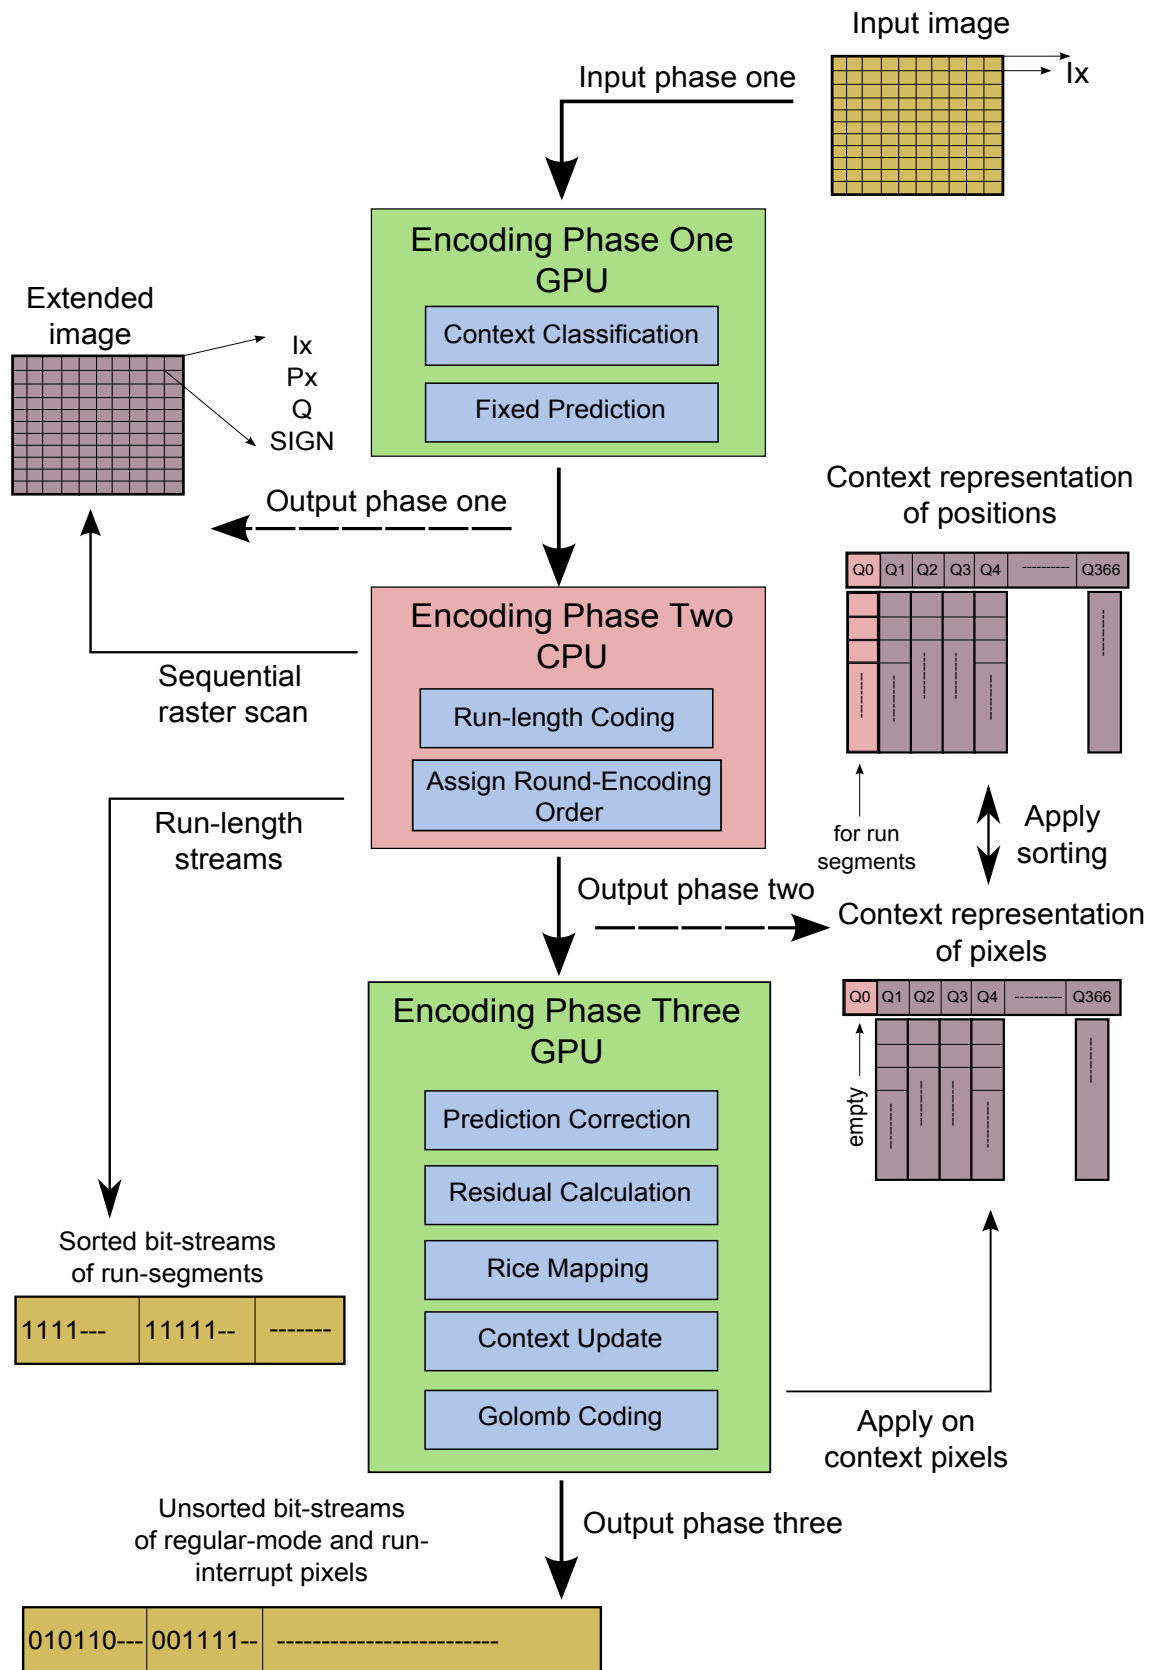 Input image
Ix
Input phase one
Encoding Phase One
GPU
Context Classification
Fixed Prediction
Extended
image
Ix
Px
Q
SIGN
Output phase one
Context representation
of positions
Q0 Q1 Q2 Q3 Q4 ---------- Q366
for run
segments
Apply
sorting
Encoding Phase Two
CPU
Run-length Coding
Assign Round-Encoding
Order
Sequential
raster scan
Run-length
streams
Output phase two
Context representation
of pixels
Q0 Q1 Q2 Q3 Q4 ---------- Q366
empty
Encoding Phase Three
GPU
Prediction Correction
Residual Calculation
Rice Mapping
Context Update
Golomb Coding
Sorted bit-streams
of run-segments
1111--- 11111-- -------
Apply on
context pixels
Output phase three
Unsorted bit-streams
of regular-mode and run-
interrupt pixels
010110--- 001111-- -------------------------